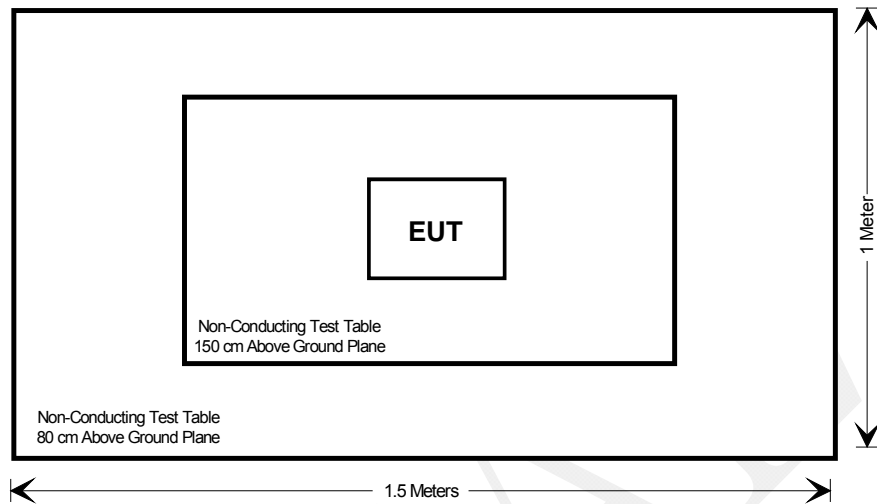 EUT
Non-Conducting Test Table
150 cm Above Ground Plane
Non-Conducting Test Table
80 cm Above Ground Plane
1 Meter
1.5 Meters